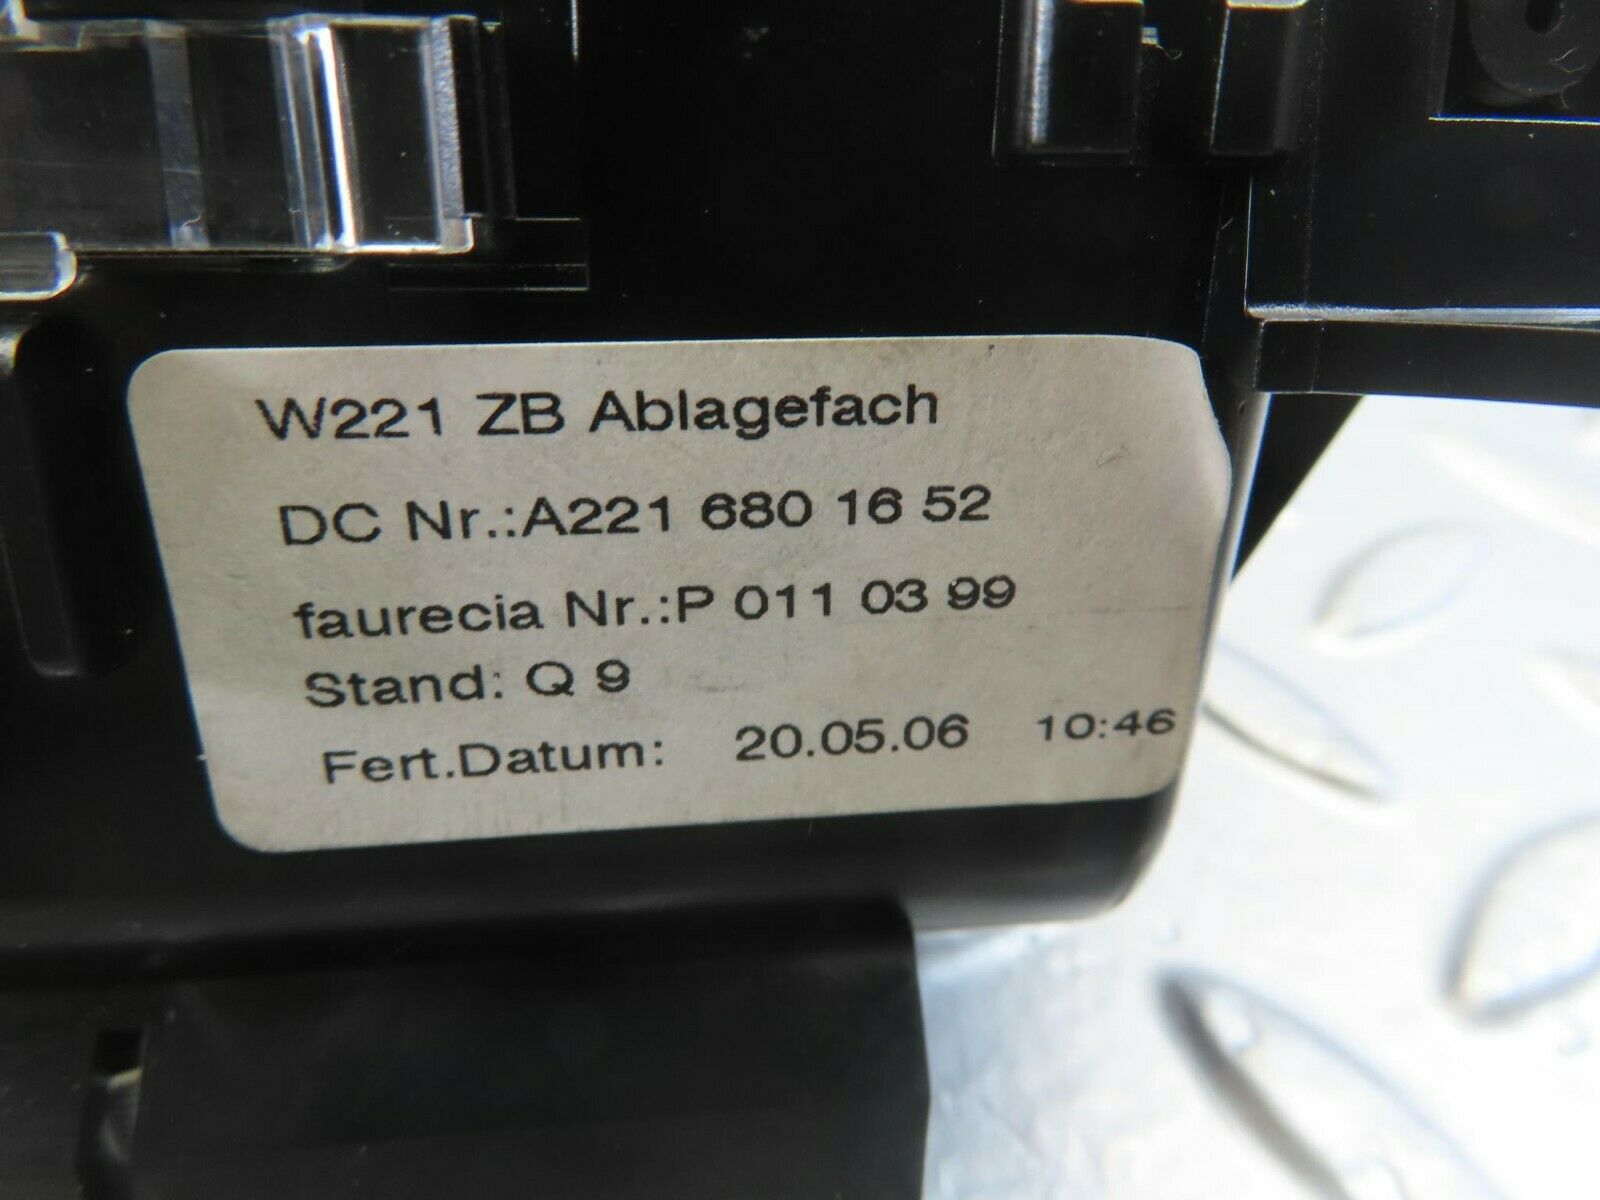 W221 ZB Ablagefach
DC Nr.:A221 680 16 52
faurecia Nr.:P 011 03 99
Stand: Q 9
Fert.Datum: 20.05.06 10:46